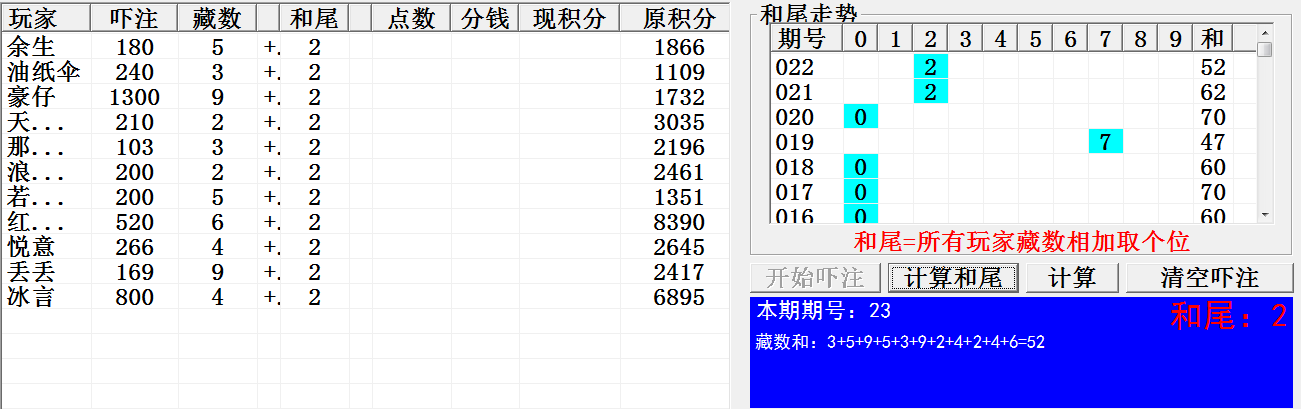 玩家 吓注 藏数 和尾 点数 分钱 现积分 原积分
余生 180 5 +. 2 1866
油纸伞 240 3 +. 2 1109
豪仔 1300 9 +. 2 1732
天... 210 2 +. 2 3035
那... 103 3 +. 2 2196
浪... 200 2 +. 2 2461
若... 200 5 +. 2 1351
红... 520 6 +. 2 8390
悦意 266 4 +. 2 2645
丢丢 169 9 +. 2 2417
冰言 800 4 +. 2 6895
和尾走势
期号 0 1 2 3 4 5 6 7 8 9 和
022 2 52
021 2 62
020 0 70
019 7 47
018 0 60
017 0 70
016 0 60
和尾=所有玩家藏数相加取个位
开始吓注 计算和尾 计算 清空吓注
本期期号：23 和尾：2
藏数和：3+5+9+5+3+9+2+4+2+4+6=52